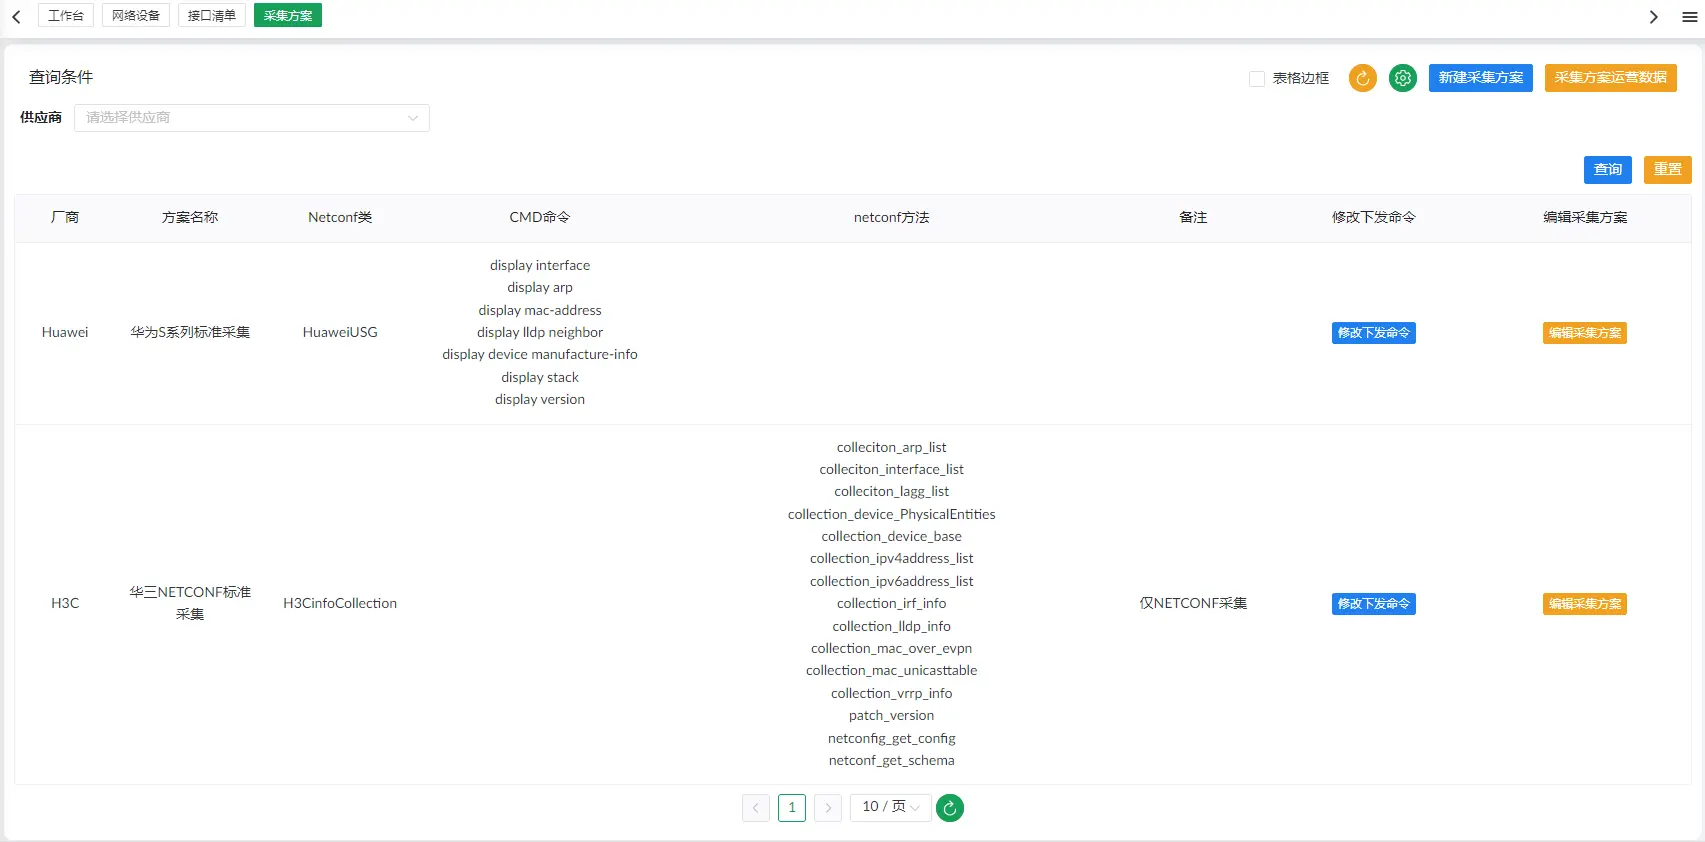 工作台 网络设备 接口清单 采集方案
查询条件
表格边框 新建采集方案 采集方案运营数据
供应商 请选择供应商
查询 重置
厂商 方案名称 Netconf类 CMD命令 netconf方法 备注 修改下发命令 编辑采集方案
display interface
display arp
display mac-address
Huawei 华为S系列标准采集 HuaweiUSG display lldp neighbor 修改下发命令 编辑采集方案
display device manufacture-info
display stack
display version
colleciton_arp_list
colleciton_interface_list
colleciton_lagg_list
collection_device_PhysicalEntities
collection_device_base
collection_ipv4address_list
collection_ipv6address_list
华三NETCONF标准
采集
H3C H3CinfoCollection collection_irf_info 仅NETCONF采集 修改下发命令 编辑采集方案
collection_lldp_info
collection_mac_over_evpn
collection_mac_unicasttable
collection_vrrp_info
patch_version
netconfig_get_config
netconf_get_schema
1 10 / 页